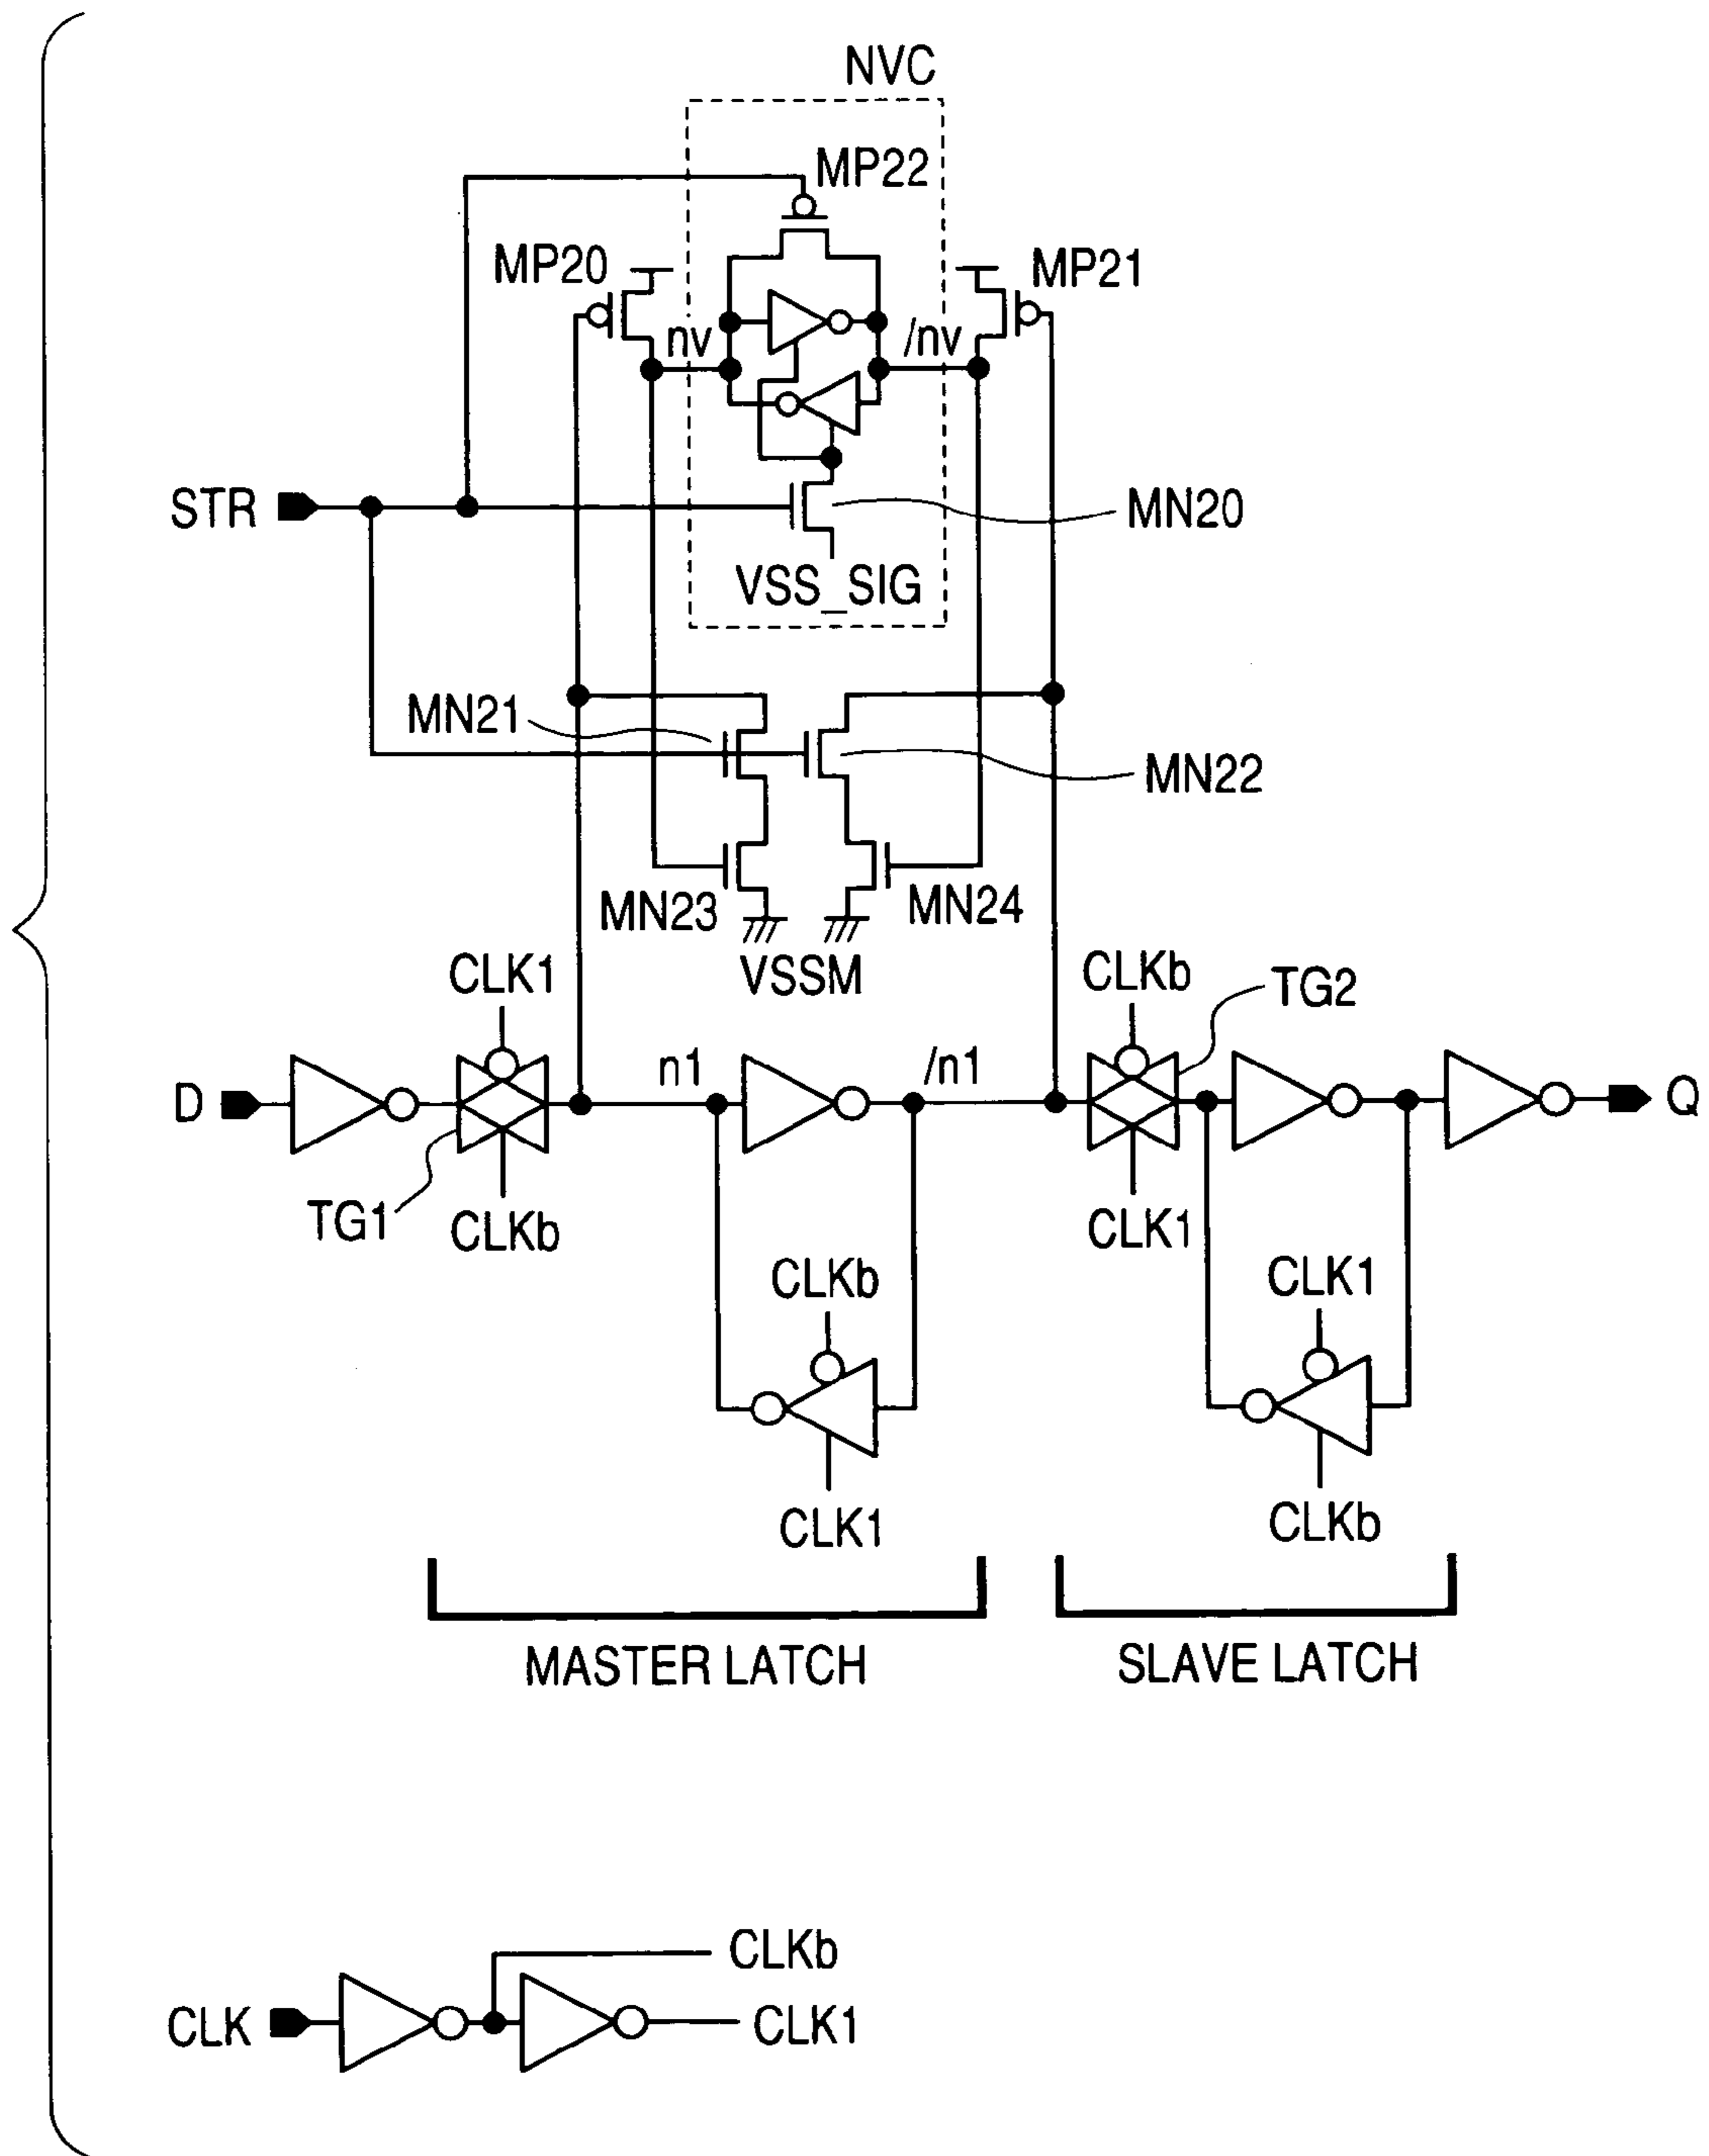 NVC
MP22
MP20
MP21
nv
/nv
STR
MN20
VSS_SIG
MN21
MN22
MN23
MN24
VSSM
CLK1
CLKb
TG2
n1
/n1
D
Q
TG1
CLKb
CLK1
CLKb
CLK1
CLK1
CLKb
MASTER LATCH
SLAVE LATCH
CLKb
CLK
CLK1